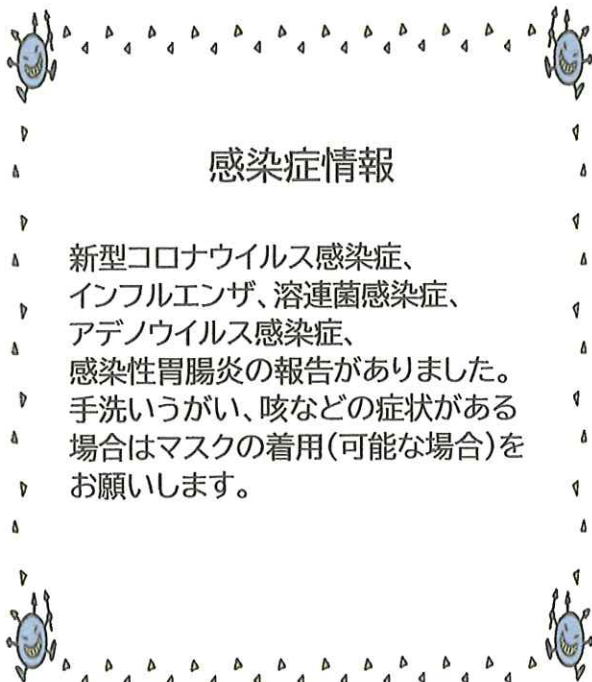 感染症情報
新型コロナウイルス感染症、
インフルエンザ、溶連菌感染症、
アデノウイルス感染症、
感染性胃腸炎の報告がありました。
手洗いうがい、咳などの症状がある
場合はマスクの着用(可能な場合)を
お願いします。